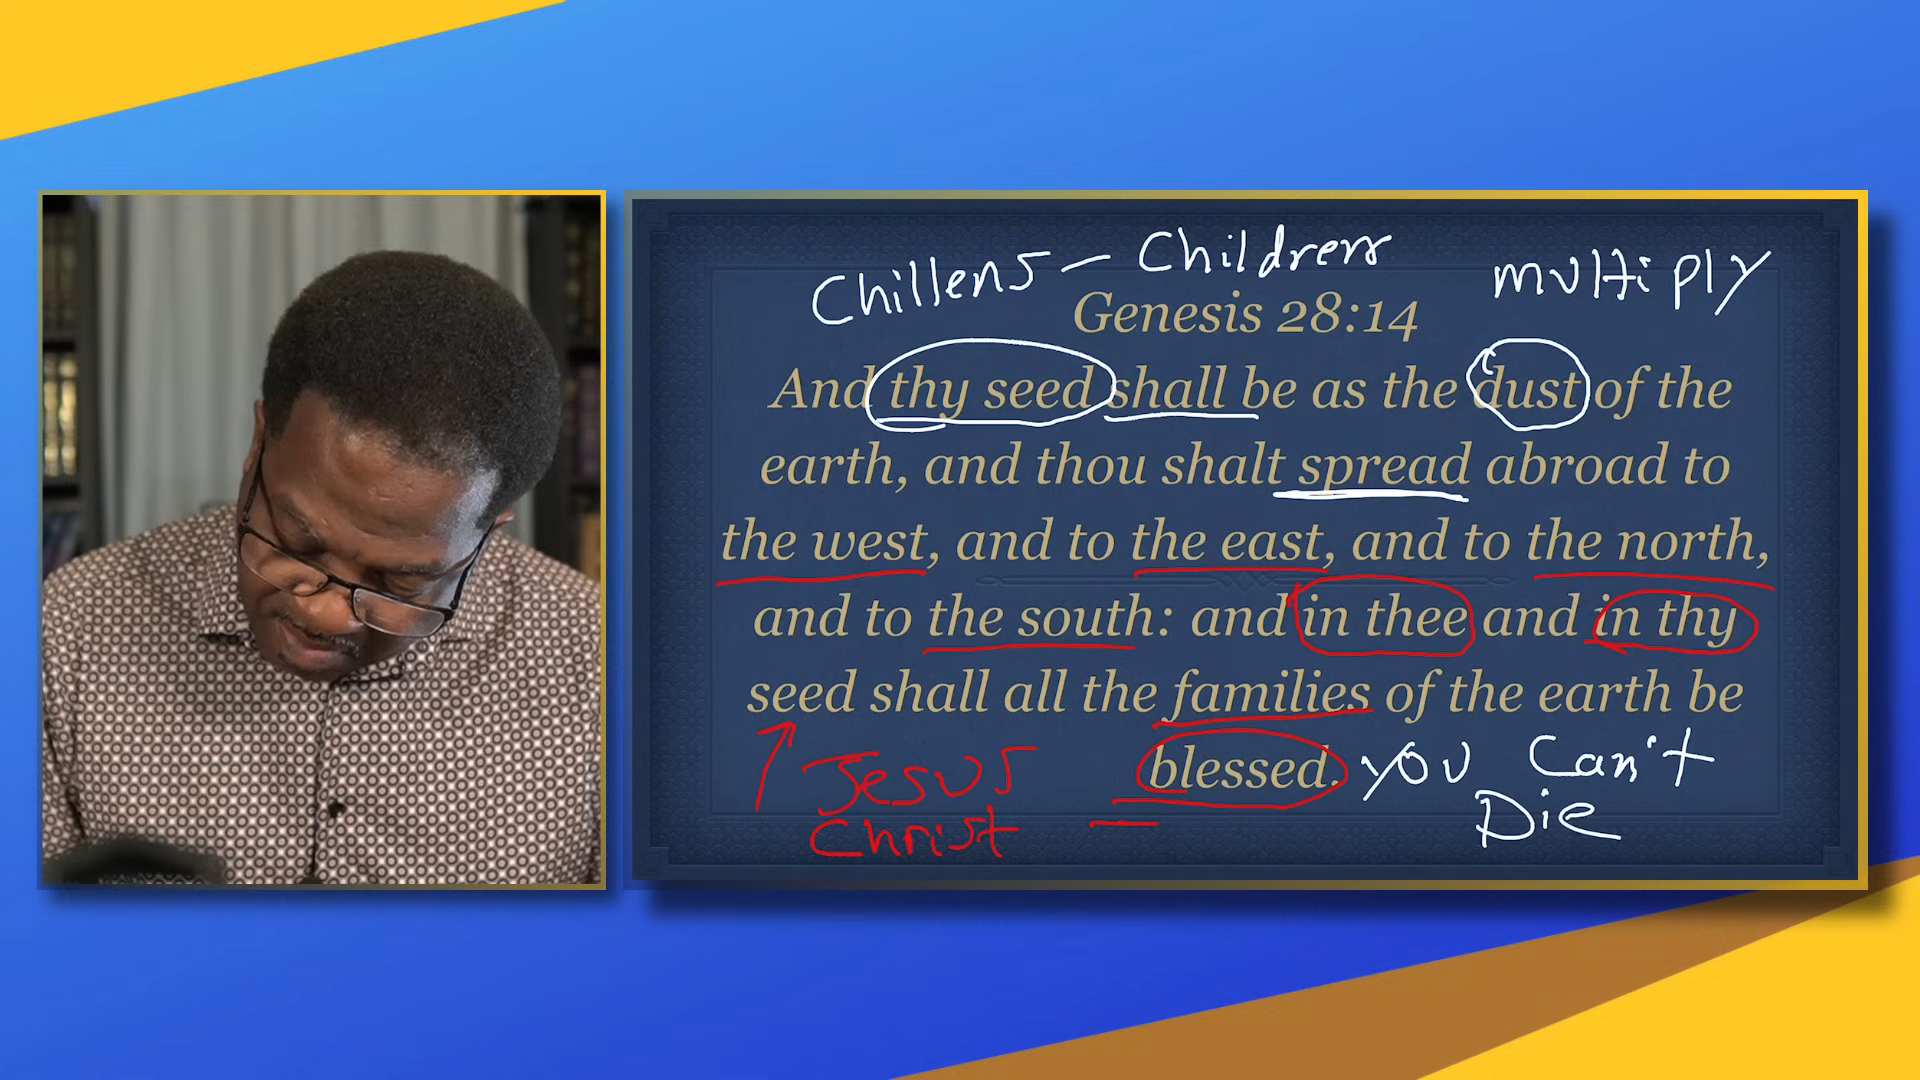 Chillens - Children
multiply
Genesis 28:14
And thy seed shall be as the dust of the
earth, and thou shalt spread abroad to
the west, and to the east, and to the north,
and to the south: and in thee and in thy
seed shall all the families of the earth be
blessed.
you Can't
Die
Jesus
Christ